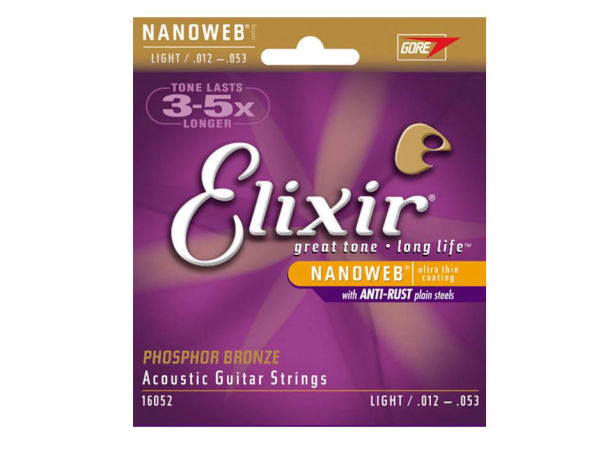 NANOWEB®
LIGHT / .012 – .053
GORE
TONE LASTS
3-5x
LONGER
Elixir®
great tone • long life™
NANOWEB® ultra thin
coating
with ANTI-RUST plain steels
PHOSPHOR BRONZE
Acoustic Guitar Strings
16052 LIGHT / .012 – .053